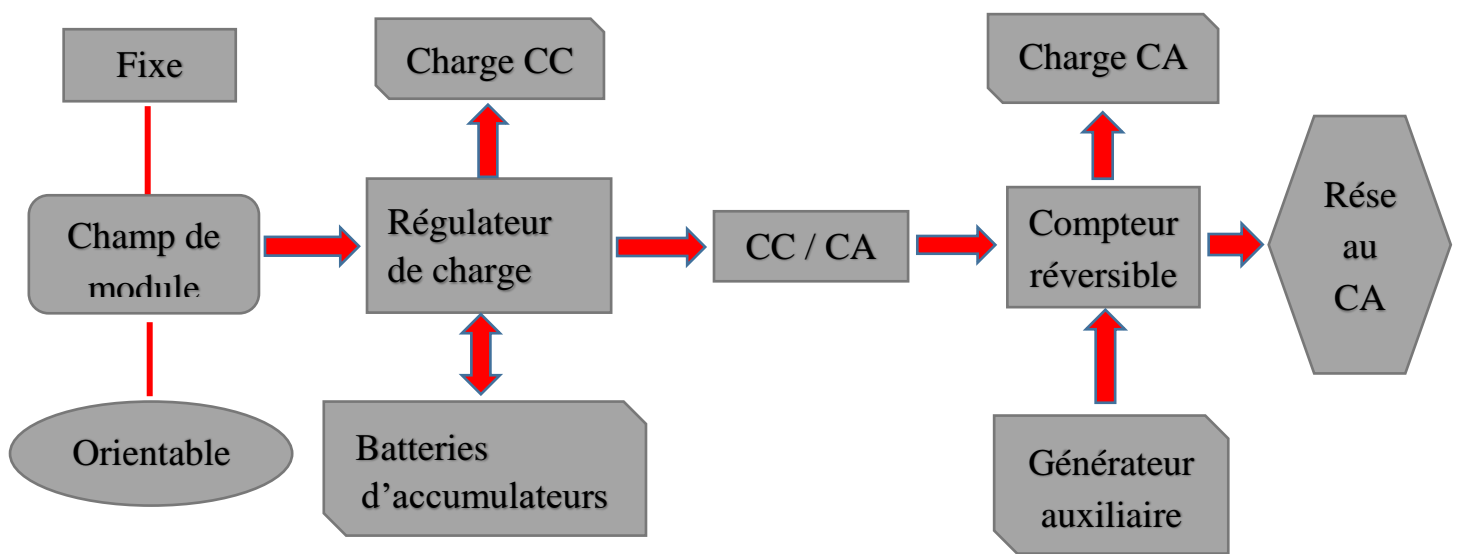 Fixe
Charge CC
Charge CA
Champ de
module
Régulateur
de charge
CC / CA
Compteur
réversible
Rése
au
CA
Orientable
Batteries
d’accumulateurs
Générateur
auxiliaire